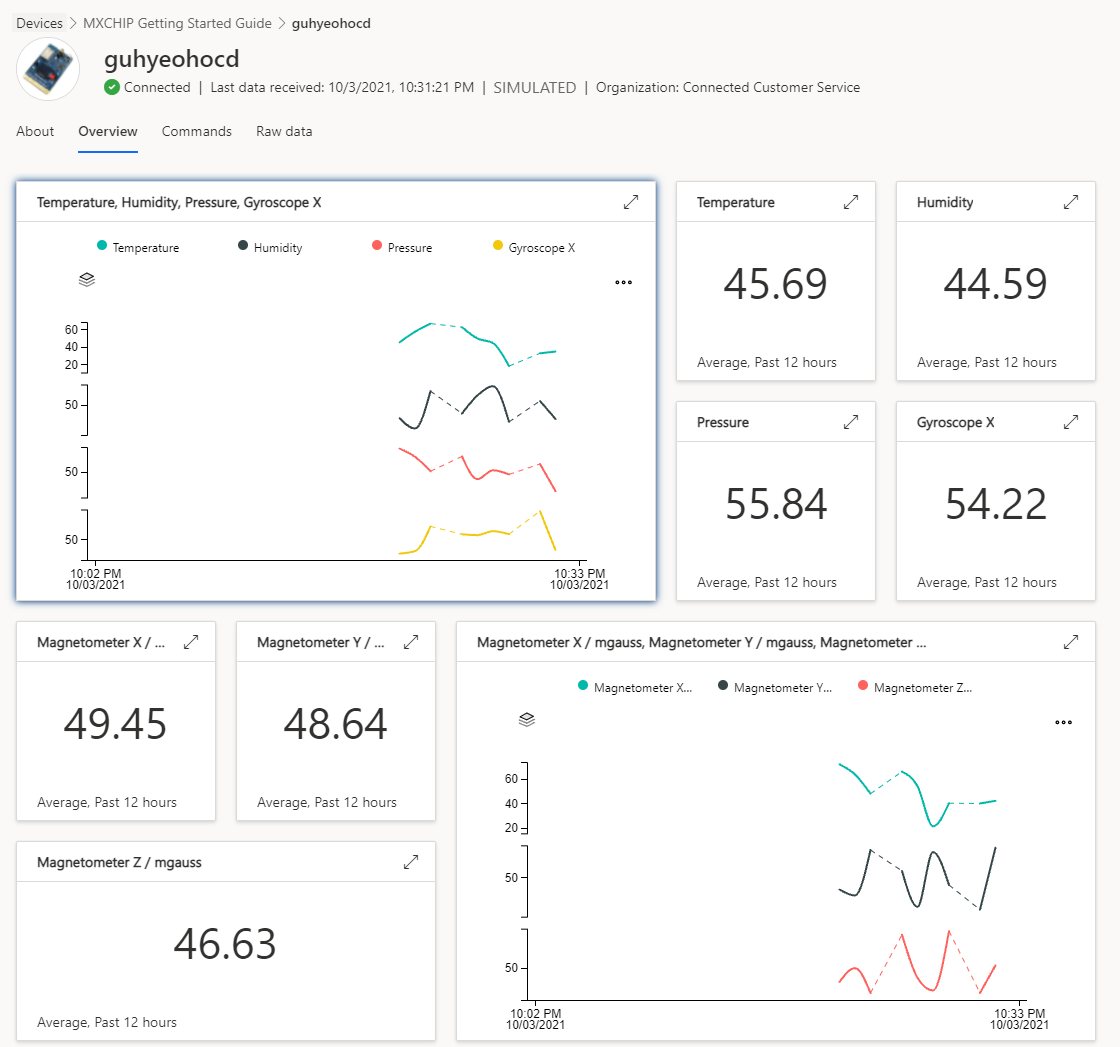 Devices > MXCHIP Getting Started Guide > guhyeohocd
guhyeohocd
Connected | Last data received: 10/3/2021, 10:31:21 PM | SIMULATED | Organization: Connected Customer Service
About Overview Commands Raw data
Temperature, Humidity, Pressure, Gyroscope X
Temperature Humidity Pressure Gyroscope X
60
40
20
50
50
50
10:02 PM 10:33 PM
10/03/2021 10/03/2021
Temperature
45.69
Average, Past 12 hours
Humidity
44.59
Average, Past 12 hours
Pressure
55.84
Average, Past 12 hours
Gyroscope X
54.22
Average, Past 12 hours
Magnetometer X / ...
49.45
Average, Past 12 hours
Magnetometer Y / ...
48.64
Average, Past 12 hours
Magnetometer X / mgauss, Magnetometer Y / mgauss, Magnetometer ...
Magnetometer X... Magnetometer Y... Magnetometer Z...
60
40
20
50
50
10:02 PM 10:33 PM
10/03/2021 10/03/2021
Magnetometer Z / mgauss
46.63
Average, Past 12 hours